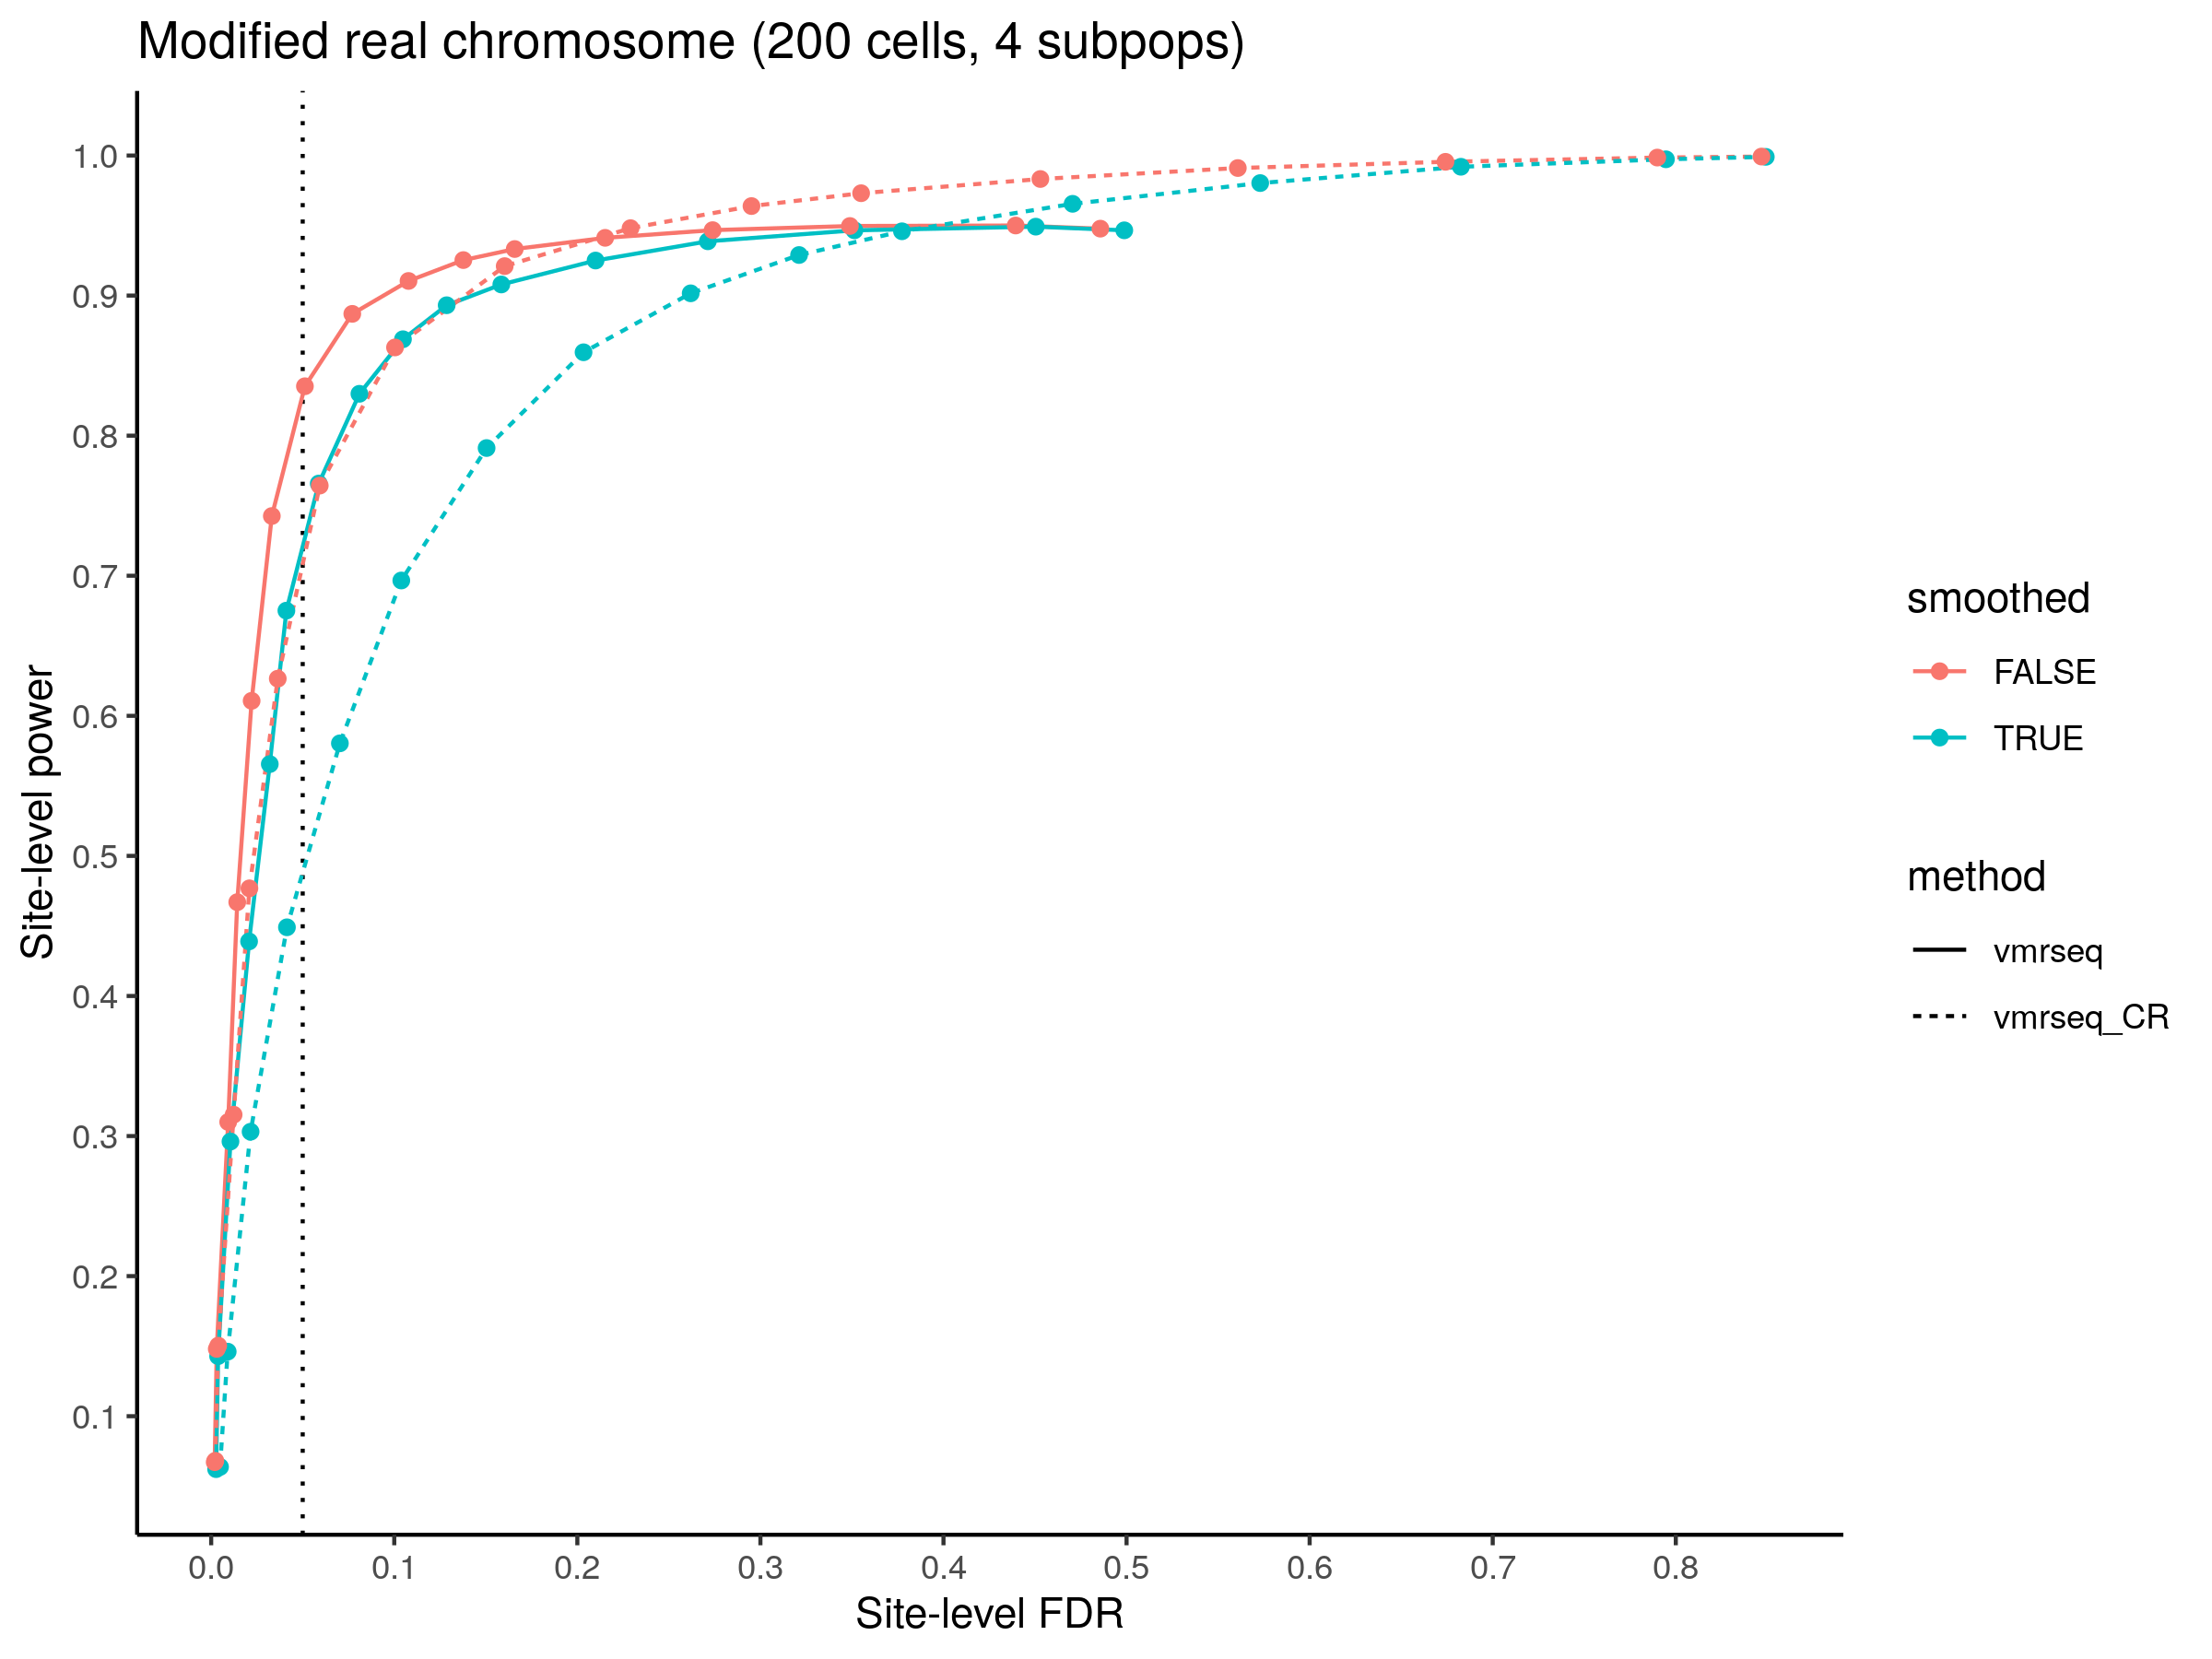 Modified real chromosome (200 cells, 4 subpops)
1.0
0.9
0.8
0.7
0.6
0.5
0.4
0.3
0.2
0.1
Site-level power
0.0 0.1 0.2 0.3 0.4 0.5 0.6 0.7 0.8
Site-level FDR
smoothed
FALSE
TRUE
method
vmrseq
vmrseq_CR